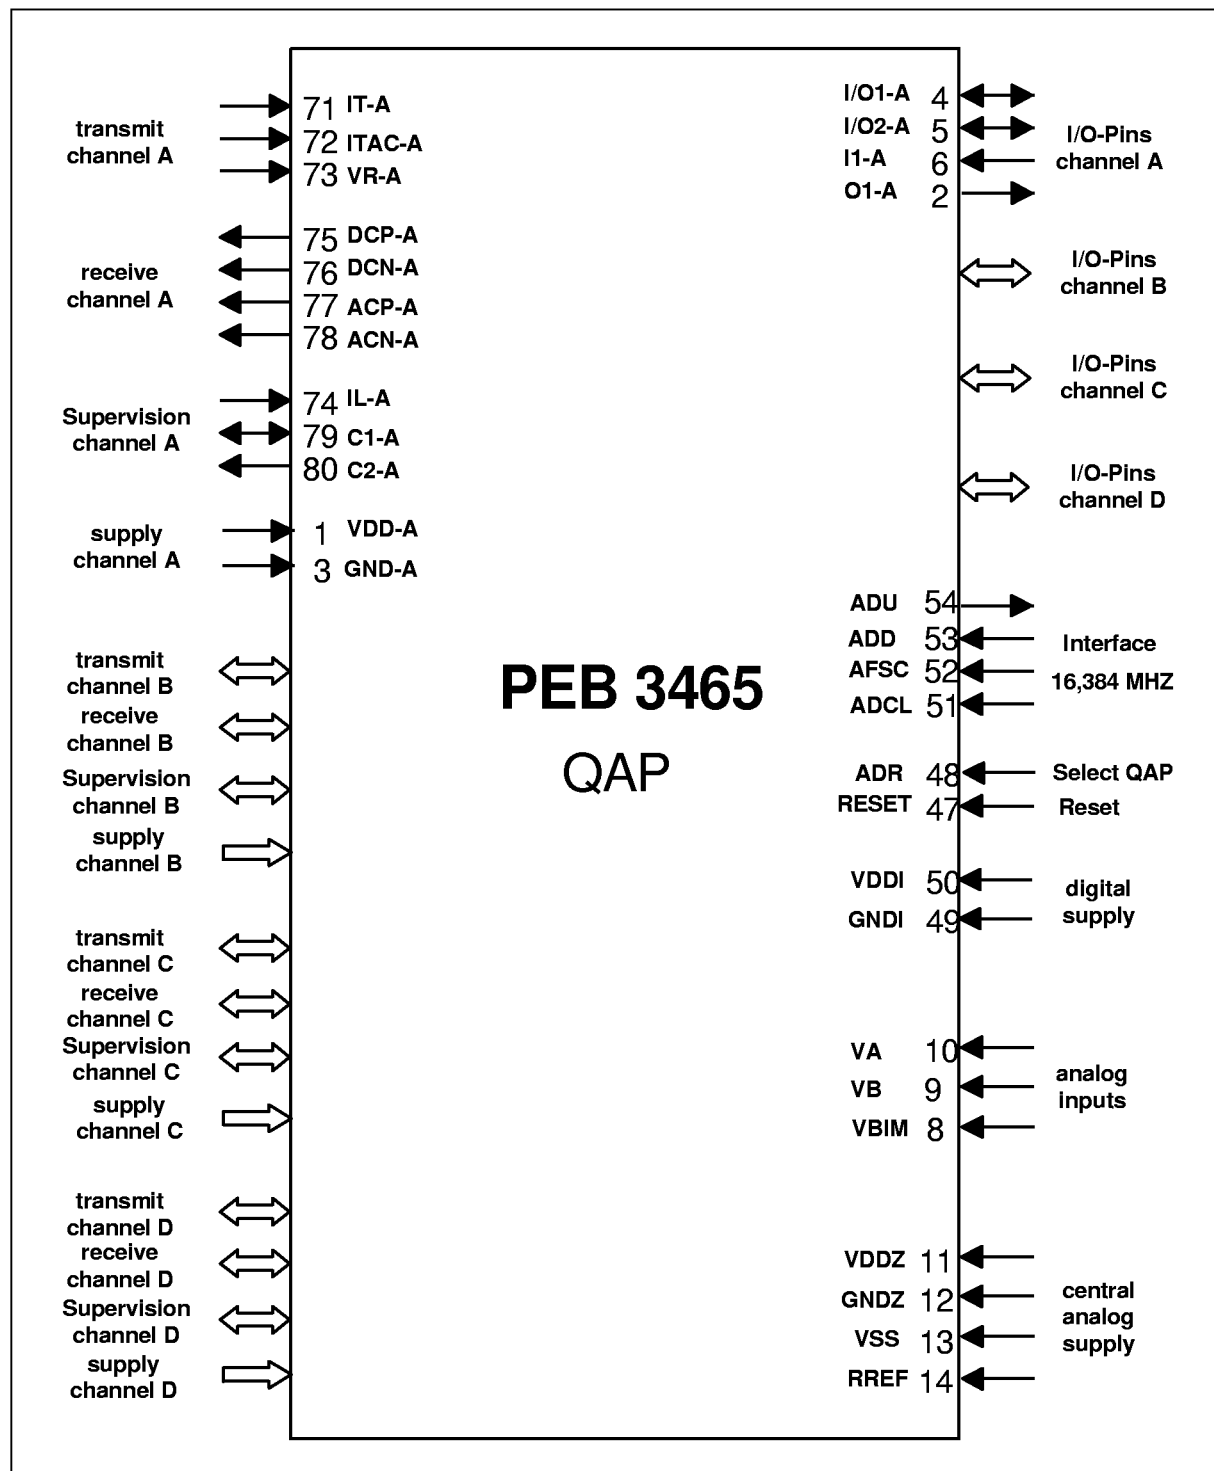 transmit
channel A
71 IT-A
72 ITAC-A
73 VR-A
receive
channel A
75 DCP-A
76 DCN-A
77 ACP-A
78 ACN-A
Supervision
channel A
74 IL-A
79 C1-A
80 C2-A
supply
channel A
1 VDD-A
3 GND-A
transmit
channel B
receive
channel B
Supervision
channel B
supply
channel B
transmit
channel C
receive
channel C
Supervision
channel C
supply
channel C
transmit
channel D
receive
channel D
Supervision
channel D
supply
channel D
PEB 3465
QAP
I/O1-A 4
I/O2-A 5
I1-A 6
O1-A 2
I/O-Pins
channel A
I/O-Pins
channel B
I/O-Pins
channel C
I/O-Pins
channel D
ADU 54
ADD 53
AFSC 52
ADCL 51
Interface
16,384 MHZ
ADR 48 Select QAP
RESET 47 Reset
VDDI 50
GNDI 49
digital
supply
VA 10
VB 9
VBIM 8
analog
inputs
VDDZ 11
GNDZ 12
VSS 13
RREF 14
central
analog
supply